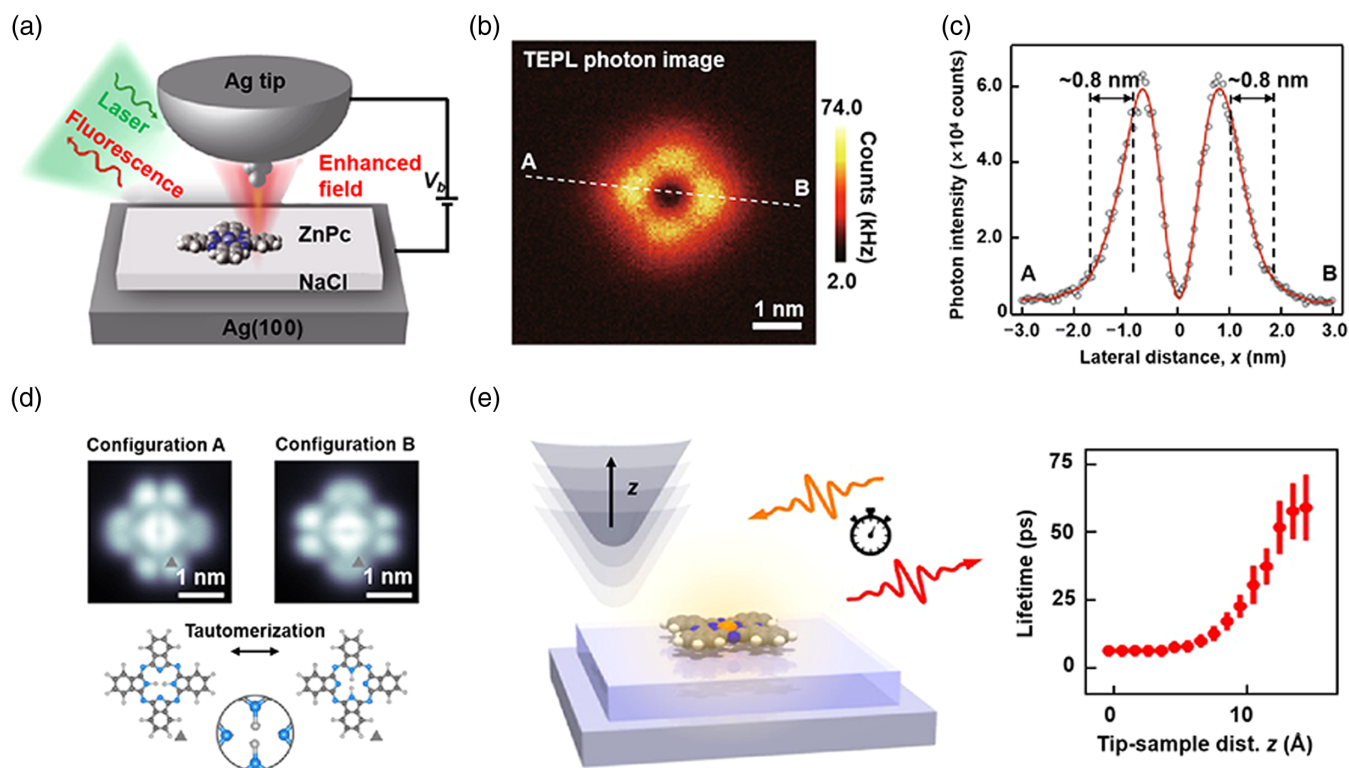 (a)
Ag tip
Laser
Fluorescence
Enhanced
field
Vb
ZnPc
NaCl
Ag(100)
(b)
TEPL photon image
A
B
1 nm
74.0
Counts (kHz)
2.0
(c)
Photon intensity (×10⁴ counts)
6.0
4.0
2.0
0
~0.8 nm
~0.8 nm
A
B
−3.0 −2.0 −1.0 0 1.0 2.0 3.0
Lateral distance, x (nm)
(d)
Configuration A
Configuration B
1 nm
1 nm
Tautomerization
(e)
z
Lifetime (ps)
75
50
25
0
0 10
Tip-sample dist. z (Å)